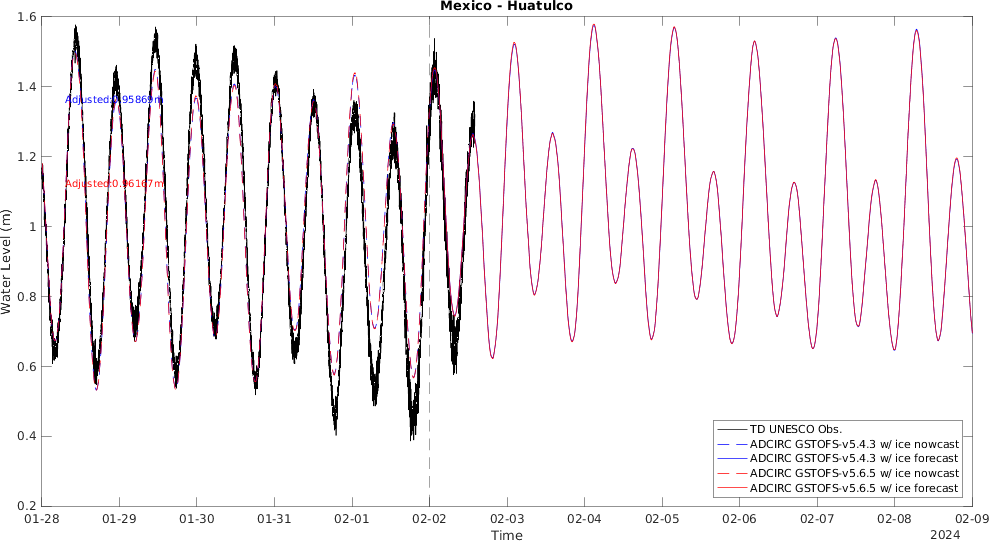 Mexico - Huatulco
1.6
1.4
1.2
1
0.8
0.6
0.4
0.2
Water Level (m)
Adjusted:0.95869m
Adjusted:0.96167m
TD UNESCO Obs.
ADCIRC GSTOFS-v5.4.3 w/ ice nowcast
ADCIRC GSTOFS-v5.4.3 w/ ice forecast
ADCIRC GSTOFS-v5.6.5 w/ ice nowcast
ADCIRC GSTOFS-v5.6.5 w/ ice forecast
01-28 01-29 01-30 01-31 02-01 02-02 02-03 02-04 02-05 02-06 02-07 02-08 02-09
Time
2024